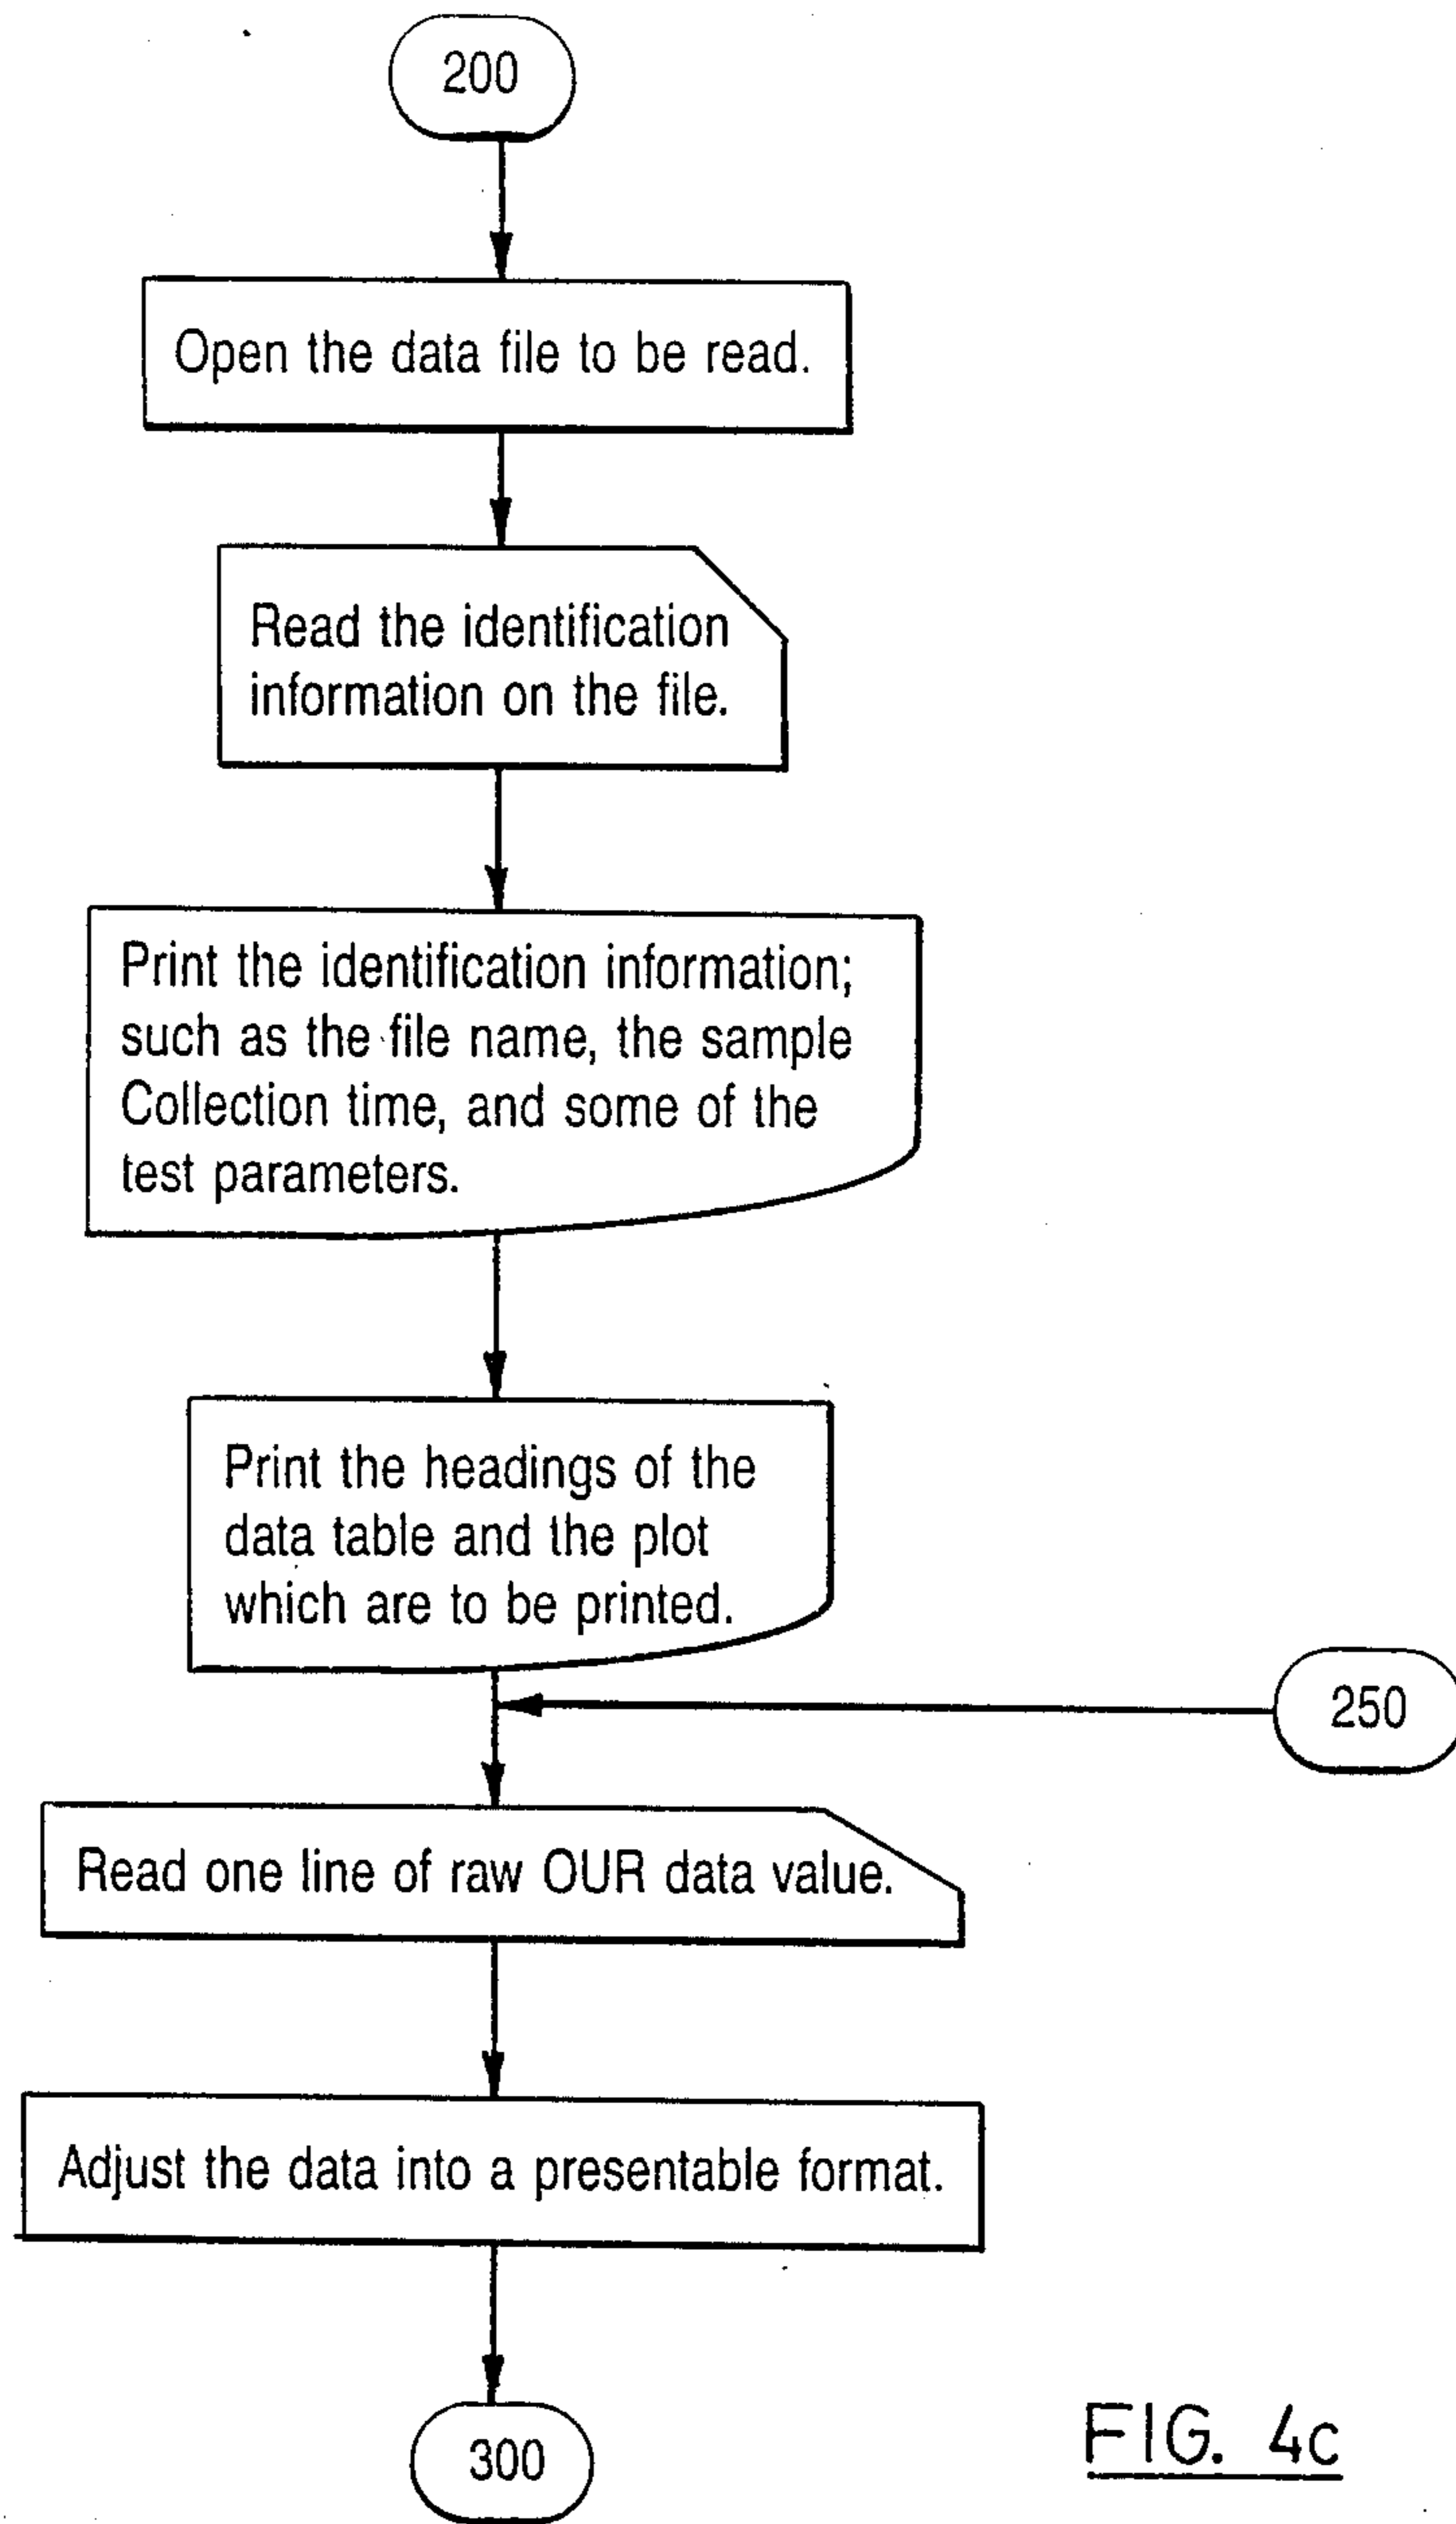 200
Open the data file to be read.
Read the identification
information on the file.
Print the identification information;
such as the file name, the sample
Collection time, and some of the
test parameters.
Print the headings of the
data table and the plot
which are to be printed.
250
Read one line of raw OUR data value.
Adjust the data into a presentable format.
300
FIG. 4c